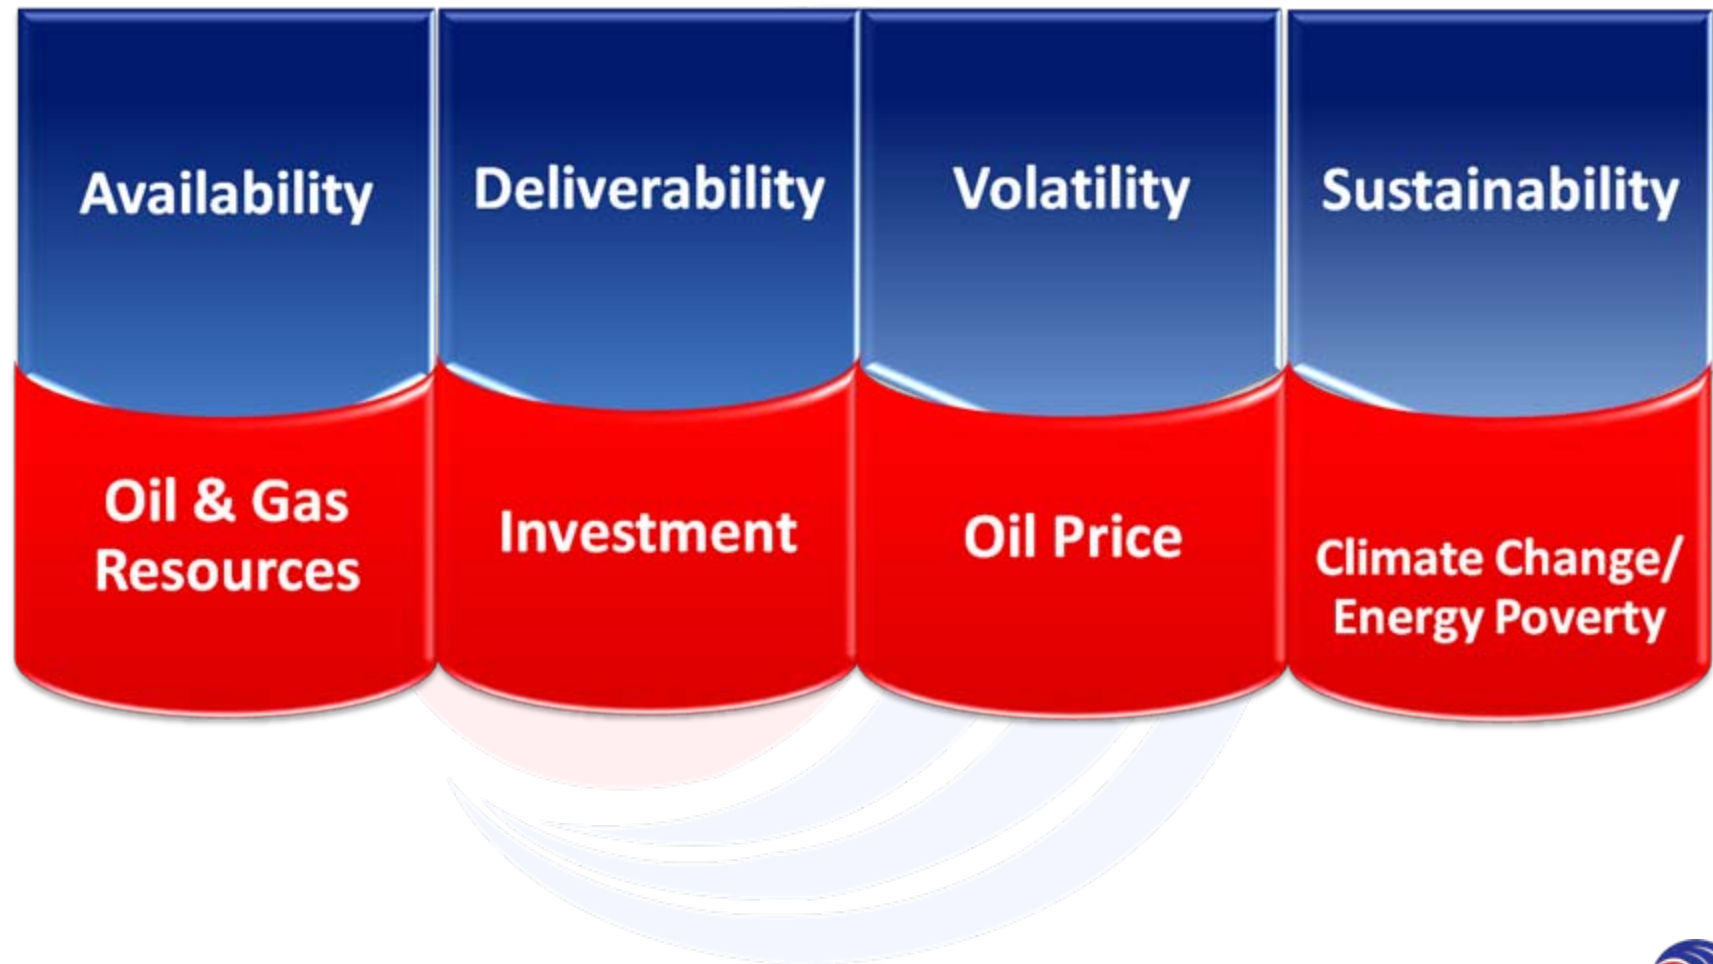 Availability
Deliverability
Volatility
Sustainability
Oil & Gas
Resources
Investment
Oil Price
Climate Change/
Energy Poverty